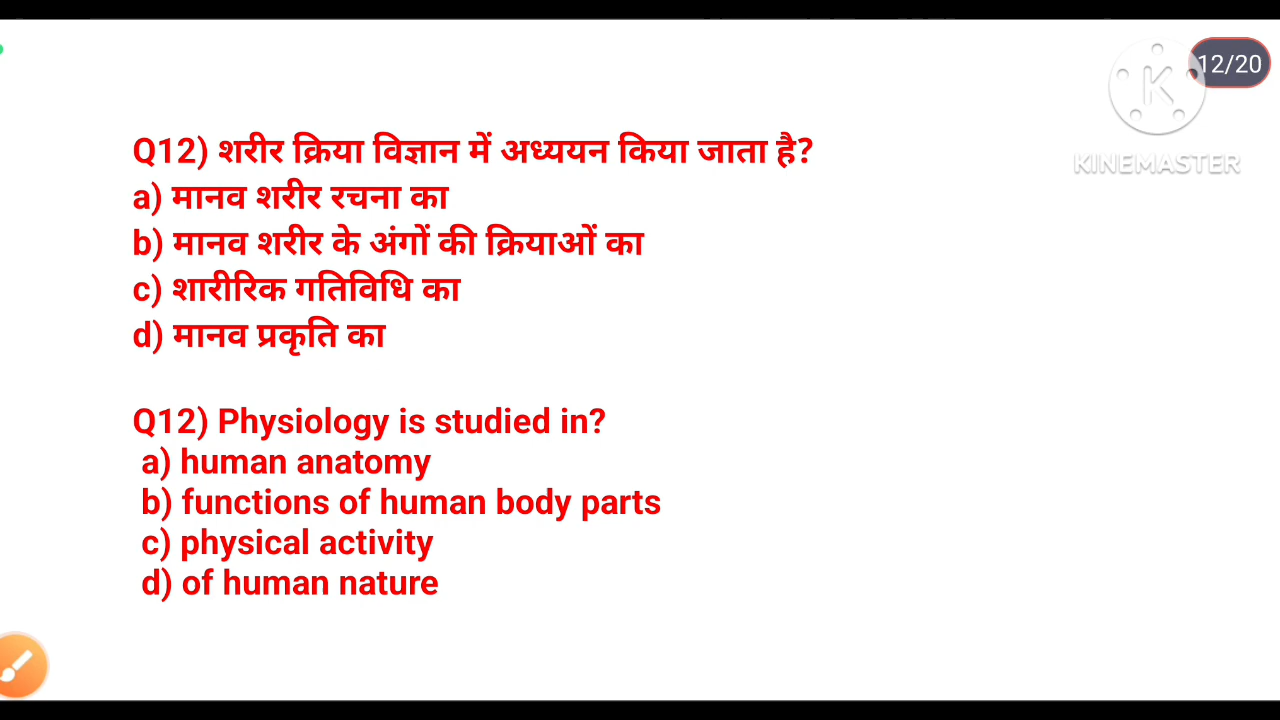 12/20
KINEMASTER
Q12) शरीर क्रिया विज्ञान में अध्ययन किया जाता है?
a) मानव शरीर रचना का
b) मानव शरीर के अंगों की क्रियाओं का
c) शारीरिक गतिविधि का
d) मानव प्रकृति का
Q12) Physiology is studied in?
a) human anatomy
b) functions of human body parts
c) physical activity
d) of human nature